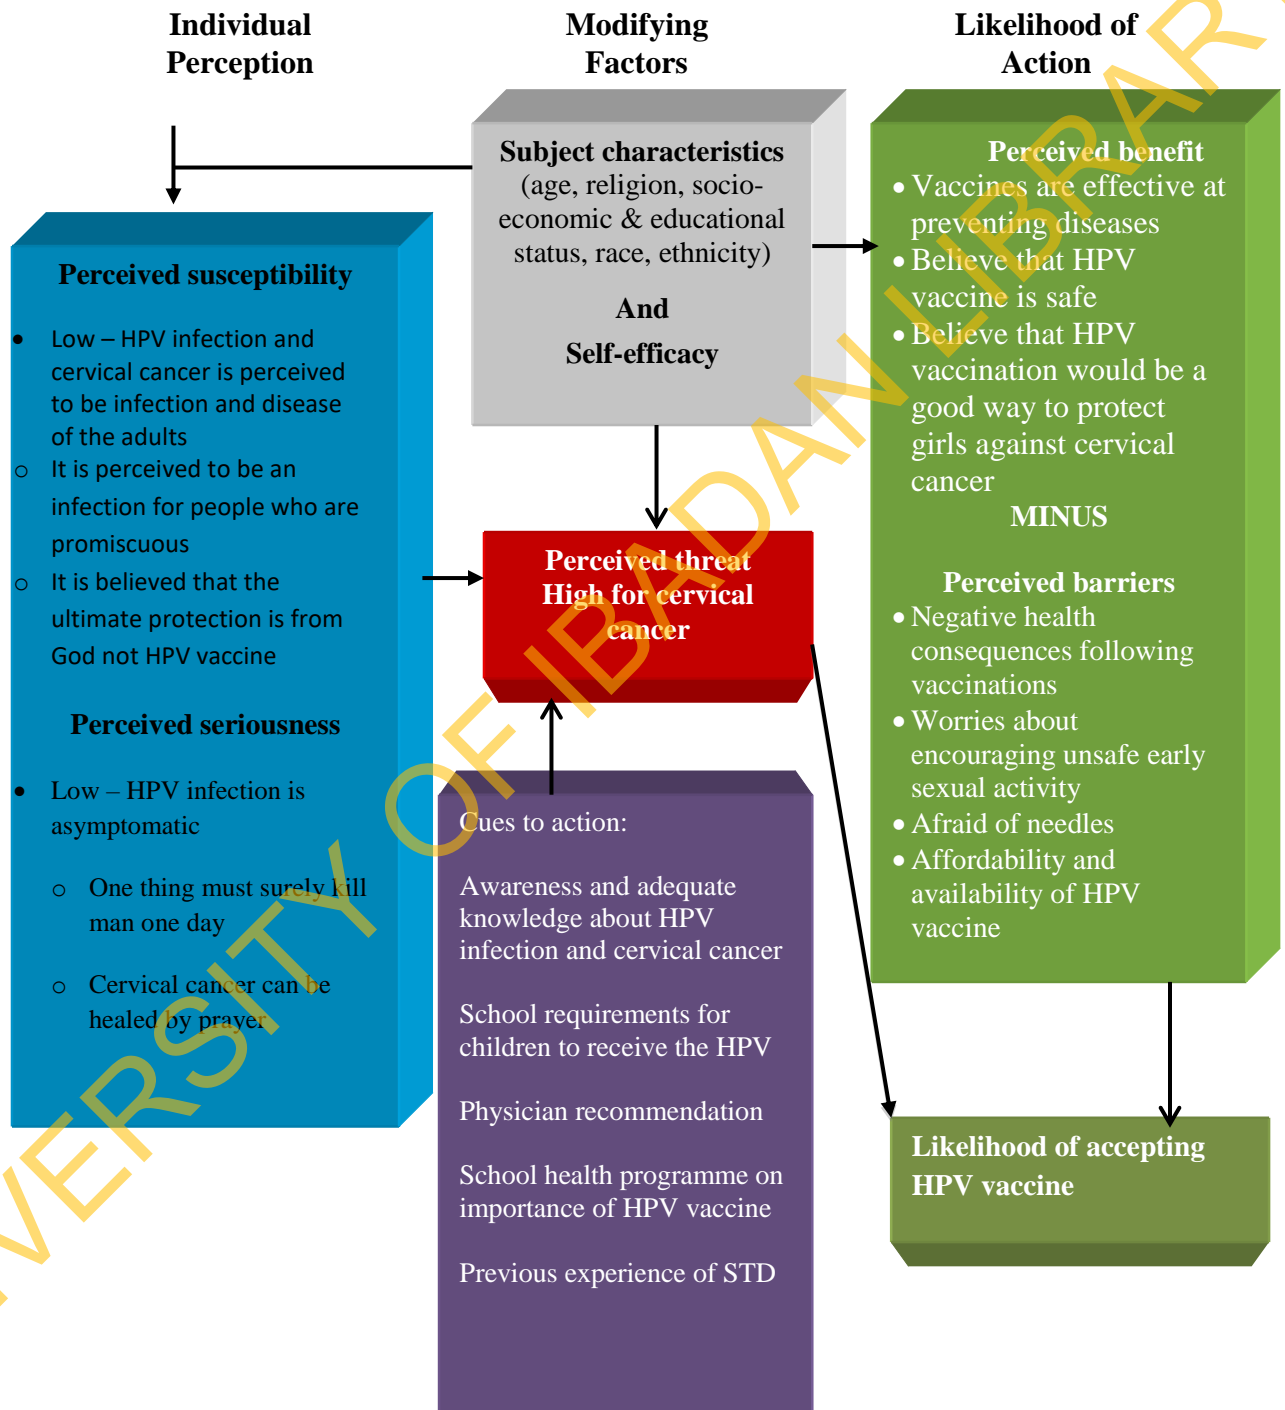 Individual
Perception
Modifying
Factors
Likelihood of
Action
Subject characteristics
(age, religion, socio-
economic & educational
status, race, ethnicity)
And
Self-efficacy
Perceived susceptibility
• Low – HPV infection and
cervical cancer is perceived
to be infection and disease
of the adults
o It is perceived to be an
infection for people who are
promiscuous
o It is believed that the
ultimate protection is from
God not HPV vaccine
Perceived seriousness
• Low – HPV infection is
asymptomatic
o One thing must surely kill
man one day
o Cervical cancer can be
healed by prayer
Perceived threat
High for cervical
cancer
Cues to action:
Awareness and adequate
knowledge about HPV
infection and cervical cancer
School requirements for
children to receive the HPV
Physician recommendation
School health programme on
importance of HPV vaccine
Previous experience of STD
Perceived benefit
• Vaccines are effective at
preventing diseases
• Believe that HPV
vaccine is safe
• Believe that HPV
vaccination would be a
good way to protect
girls against cervical
cancer
MINUS
Perceived barriers
• Negative health
consequences following
vaccinations
• Worries about
encouraging unsafe early
sexual activity
• Afraid of needles
• Affordability and
availability of HPV
vaccine
Likelihood of accepting
HPV vaccine
VERSITY OF IBADAN LIBRAR